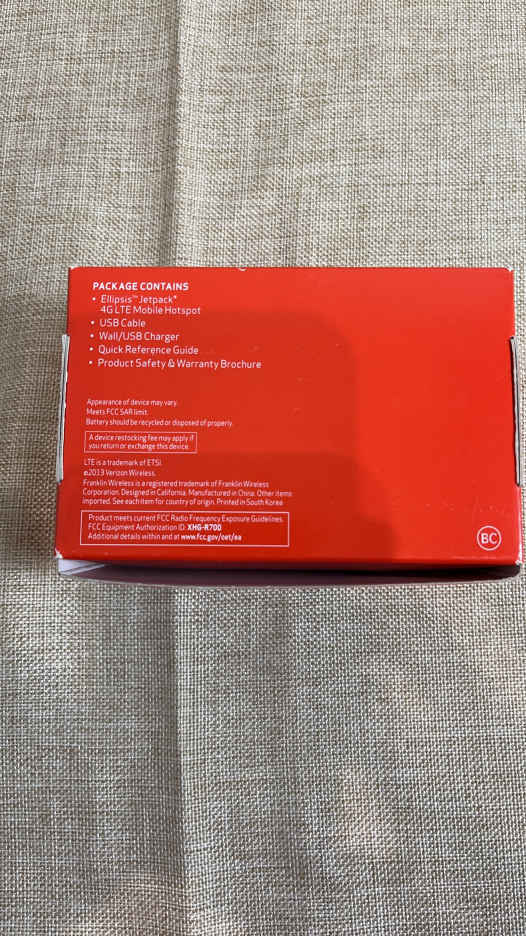 PACKAGE CONTAINS
• Ellipsis™ Jetpack®
4G LTE Mobile Hotspot
• USB Cable
• Wall/USB Charger
• Quick Reference Guide
• Product Safety & Warranty Brochure
Appearance of device may vary.
Meets FCC SAR limit.
Battery should be recycled or disposed of properly.
A device restocking fee may apply if
you return or exchange this device.
LTE is a trademark of ETSI.
©2013 Verizon Wireless.
Franklin Wireless is a registered trademark of Franklin Wireless
Corporation. Designed in California. Manufactured in China. Other items
imported. See each item for country of origin. Printed in South Korea
Product meets current FCC Radio Frequency Exposure Guidelines.
FCC Equipment Authorization ID: XHG-R700
Additional details within and at www.fcc.gov/oet/ea
BC